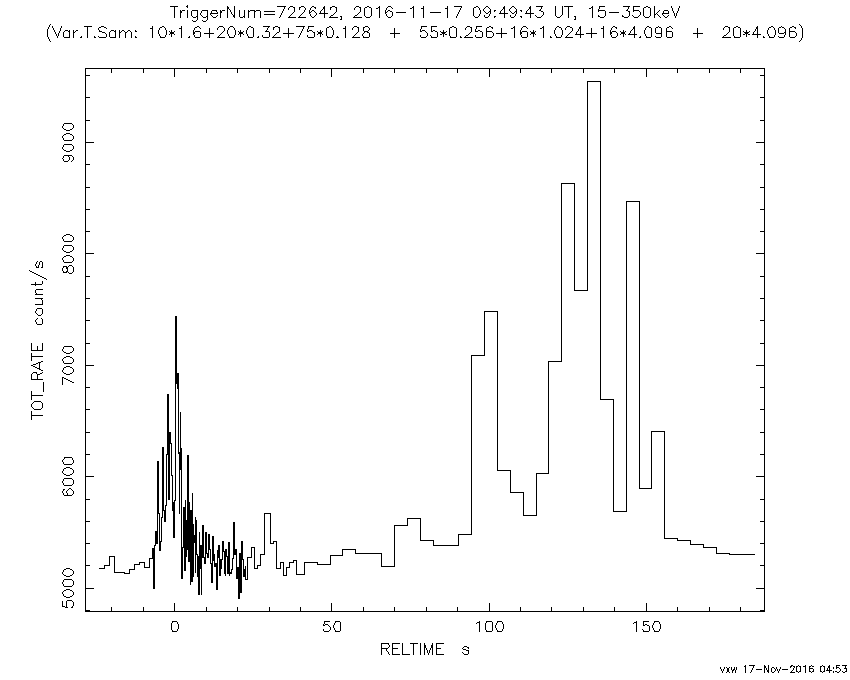 TriggerNum=722642, 2016-11-17 09:49:43 UT, 15-350keV
(Var.T.Sam: 10*1.6+20*0.32+75*0.128 + 55*0.256+16*1.024+16*4.096 + 20*4.096)
TOT_RATE count/s
9000
8000
7000
6000
5000
0 50 100 150
RELTIME s
vxw 17-Nov-2016 04:53